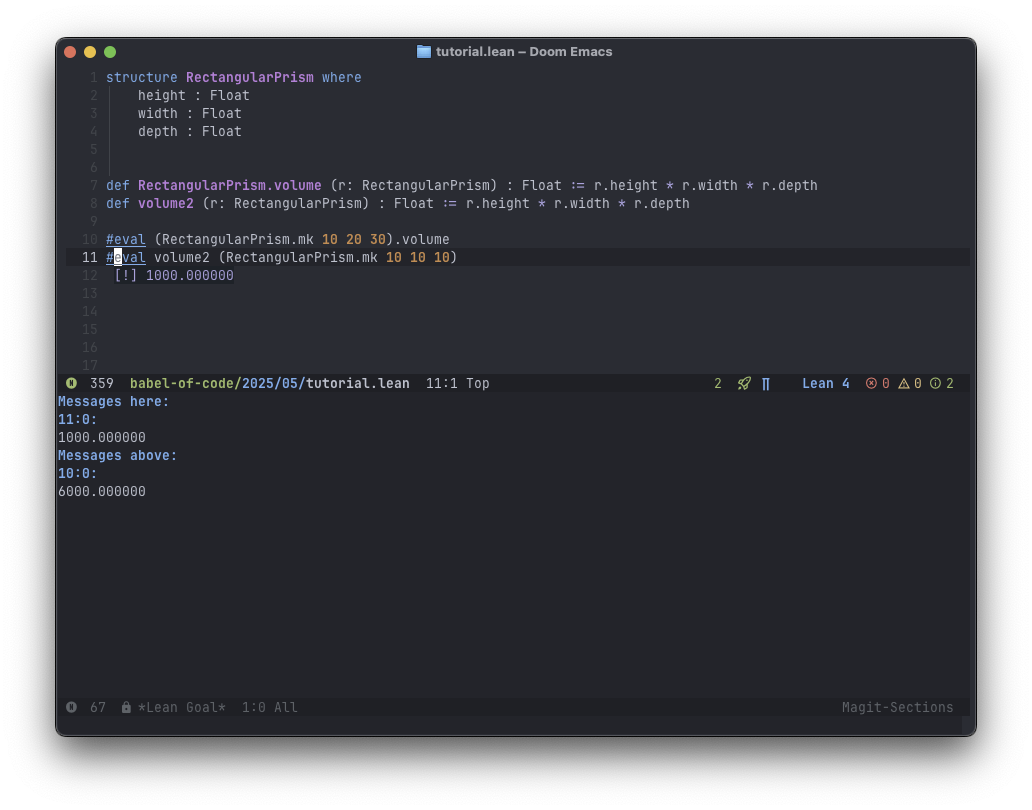 tutorial.lean – Doom Emacs
1 structure RectangularPrism where
2     height : Float
3     width : Float
4     depth : Float
5
6
7 def RectangularPrism.volume (r: RectangularPrism) : Float := r.height * r.width * r.depth
8 def volume2 (r: RectangularPrism) : Float := r.height * r.width * r.depth
9
10 #eval (RectangularPrism.mk 10 20 30).volume
11 #eval volume2 (RectangularPrism.mk 10 10 10)
12 [!] 1000.000000
13
14
15
16
17
N 359 babel-of-code/2025/05/tutorial.lean 11:1 Top 2 π Lean 4 0 0 2
Messages here:
11:0:
1000.000000
Messages above:
10:0:
6000.000000
N 67 *Lean Goal* 1:0 All Magit-Sections